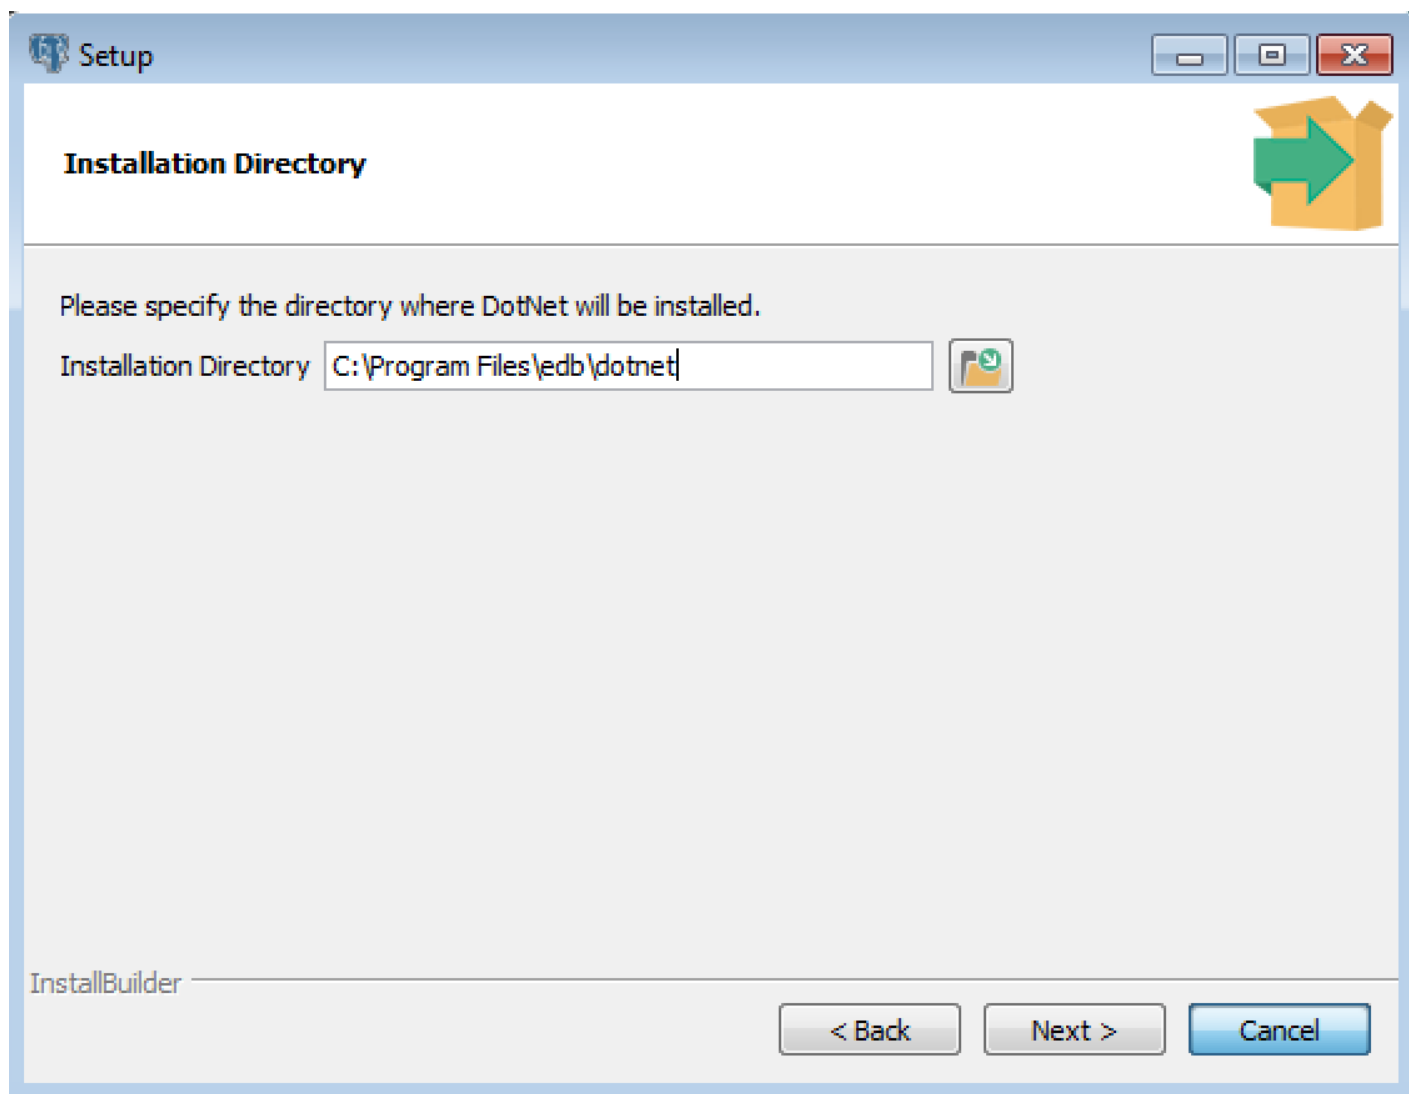 Setup
Installation Directory
Please specify the directory where DotNet will be installed.
Installation Directory C:\Program Files\edb\dotnet
InstallBuilder
< Back Next > Cancel